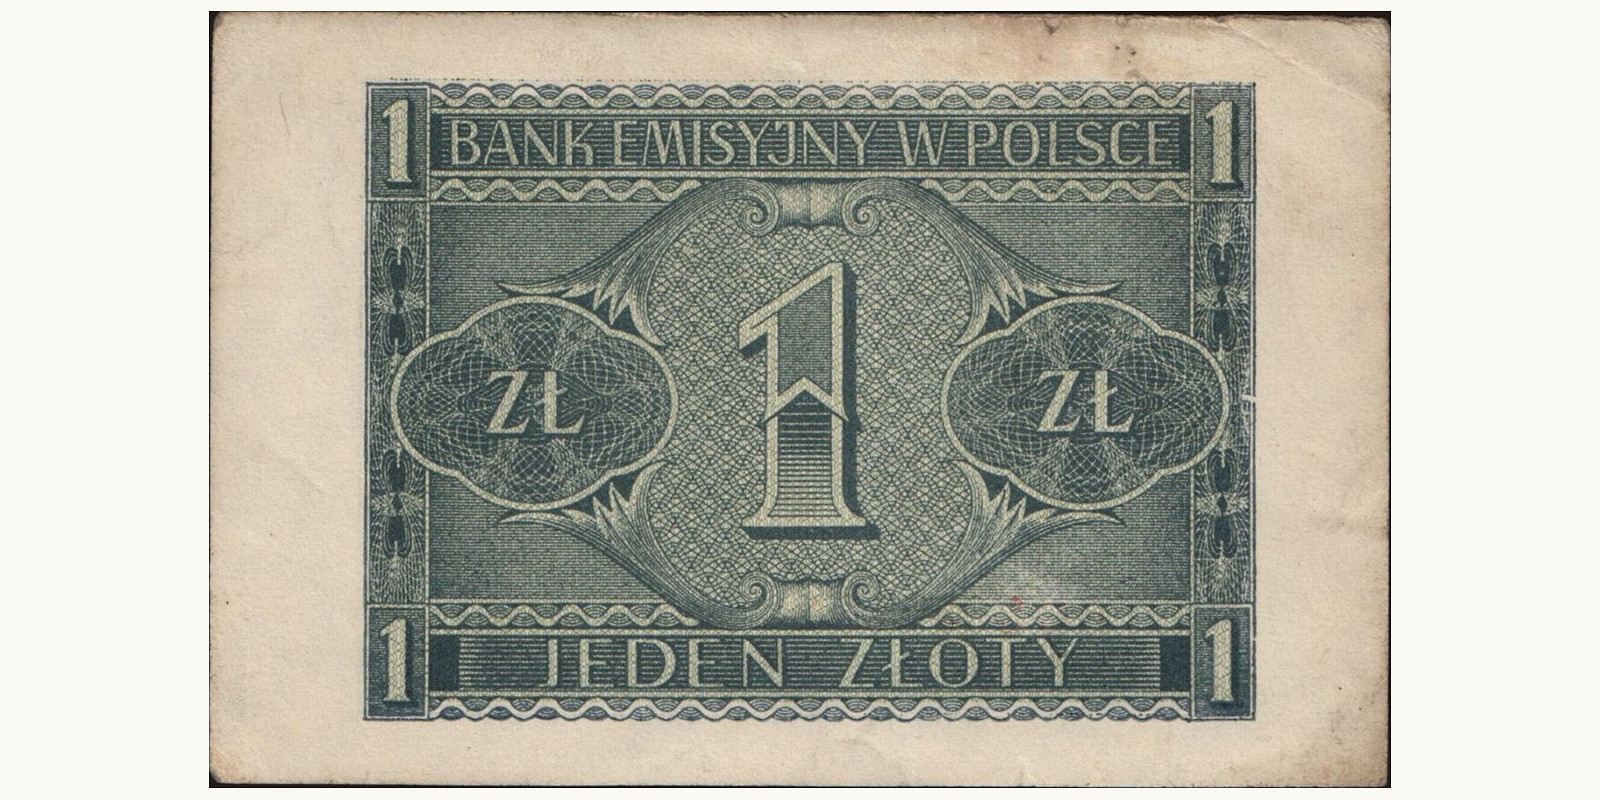 1 BANK EMISYJNY W POLSCE 1
ZŁ 1 ZŁ
1 JEDEN ZŁOTY 1